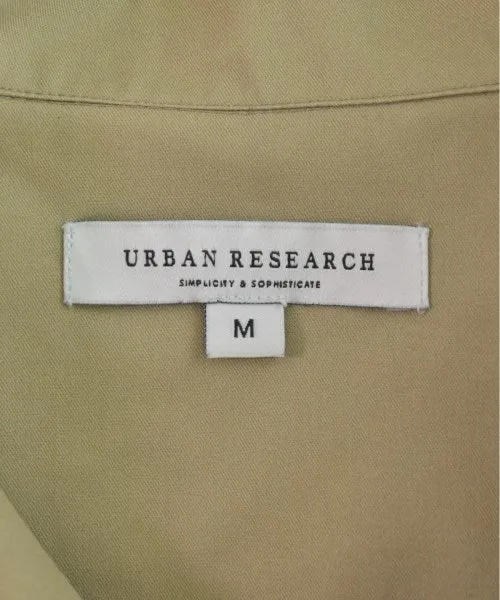 URBAN RESEARCH
SIMPLICITY & SOPHISTICATE
M